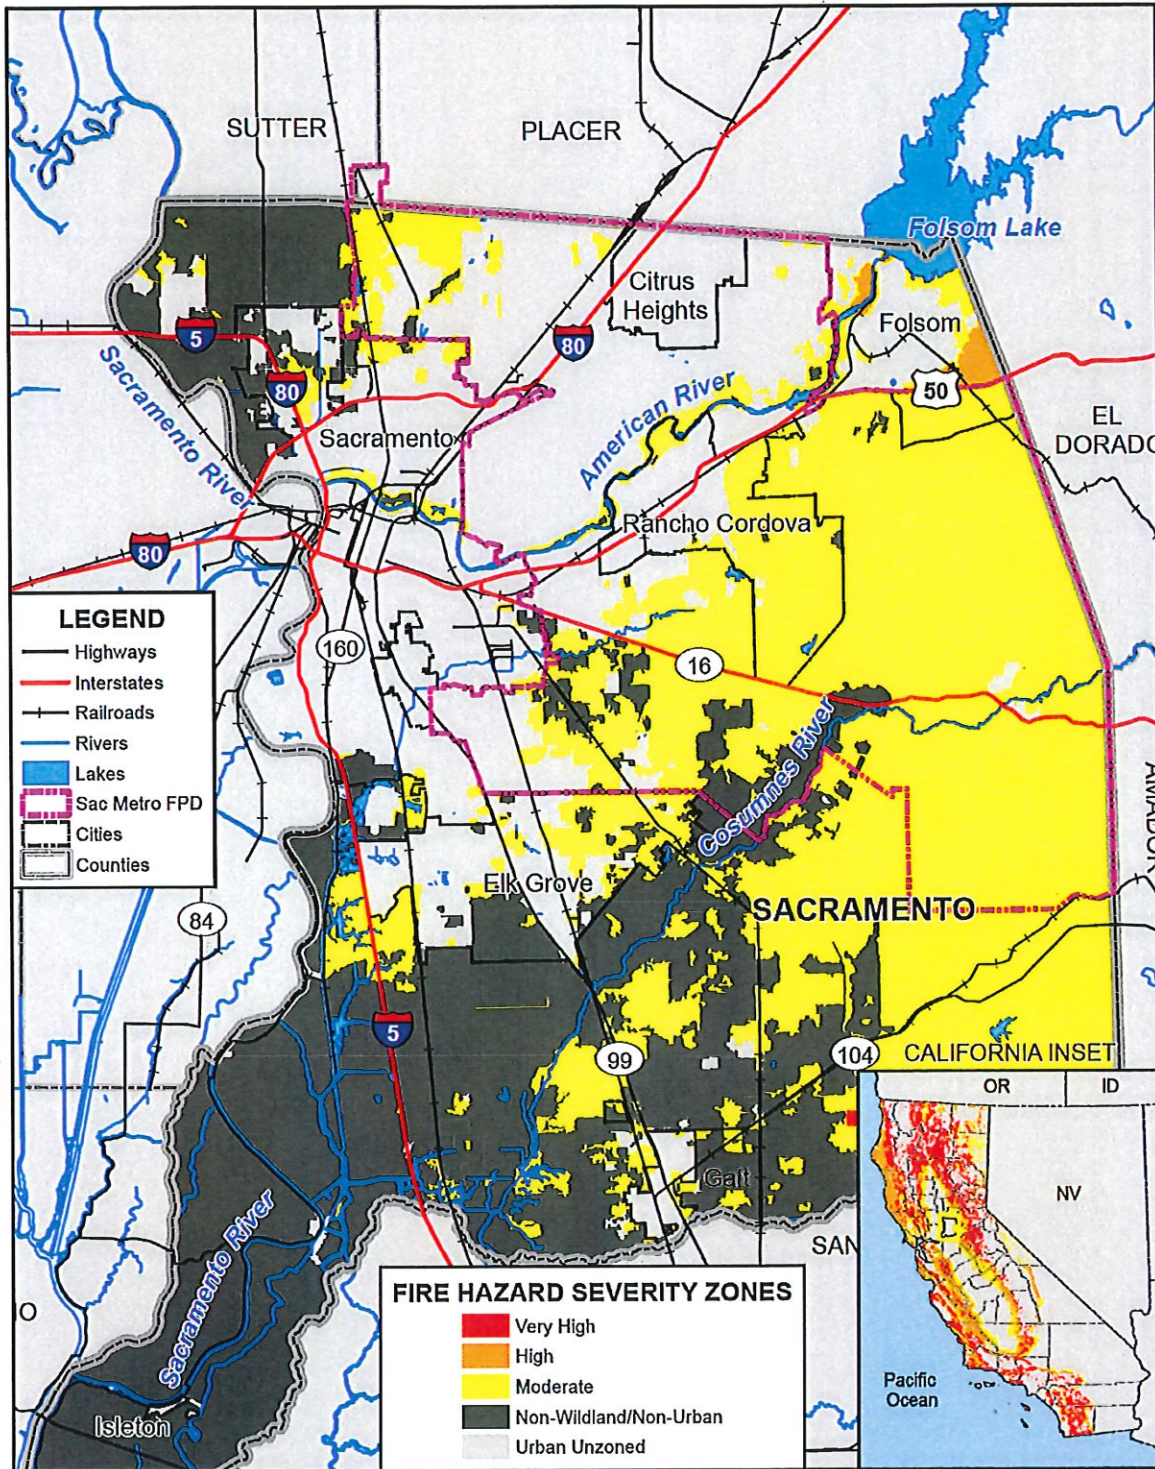 SUTTER
PLACER
Folsom Lake
Citrus
Heights
Folsom
5
80
80
50
Sacramento River
American River
EL
DORADO
Sacramento
Rancho Cordova
80
LEGEND
Highways
Interstates
Railroads
Rivers
Lakes
Sac Metro FPD
Cities
Counties
160
16
Cosumnes River
AMADOR
Elk Grove
SACRAMENTO
84
5
99
104
CALIFORNIA INSET
OR
ID
NV
Pacific
Ocean
Galt
SAN
Sacramento River
Isleton
O
FIRE HAZARD SEVERITY ZONES
Very High
High
Moderate
Non-Wildland/Non-Urban
Urban Unzoned